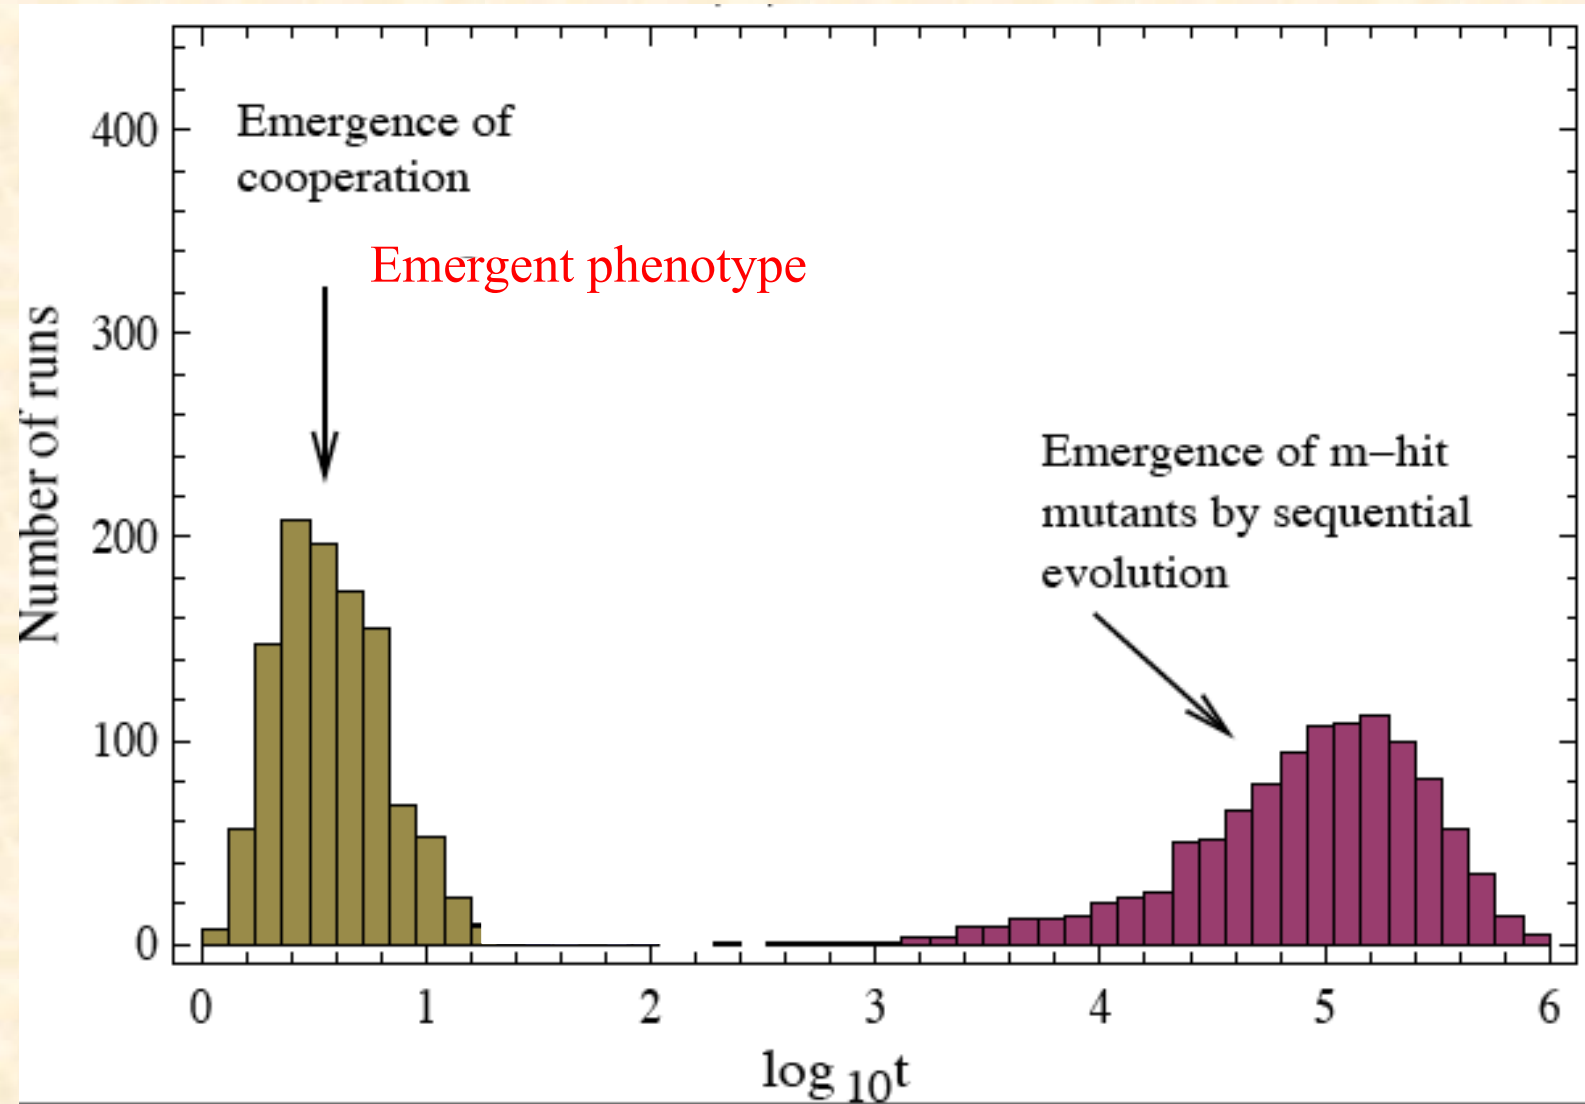 Emergence of
cooperation
Emergent phenotype
Emergence of m–hit
mutants by sequential
evolution
Number of runs
400
300
200
100
0
0 1 2 3 4 5 6
log 10t